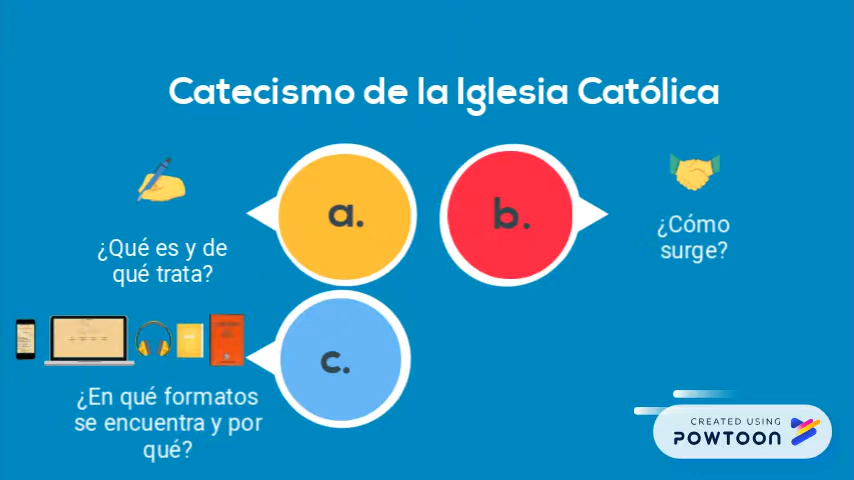 Catecismo de la Iglesia Católica
a.
¿Qué es y de
qué trata?
b.
¿Cómo
surge?
c.
¿En qué formatos
se encuentra y por
qué?
CREATED USING
POWTOON